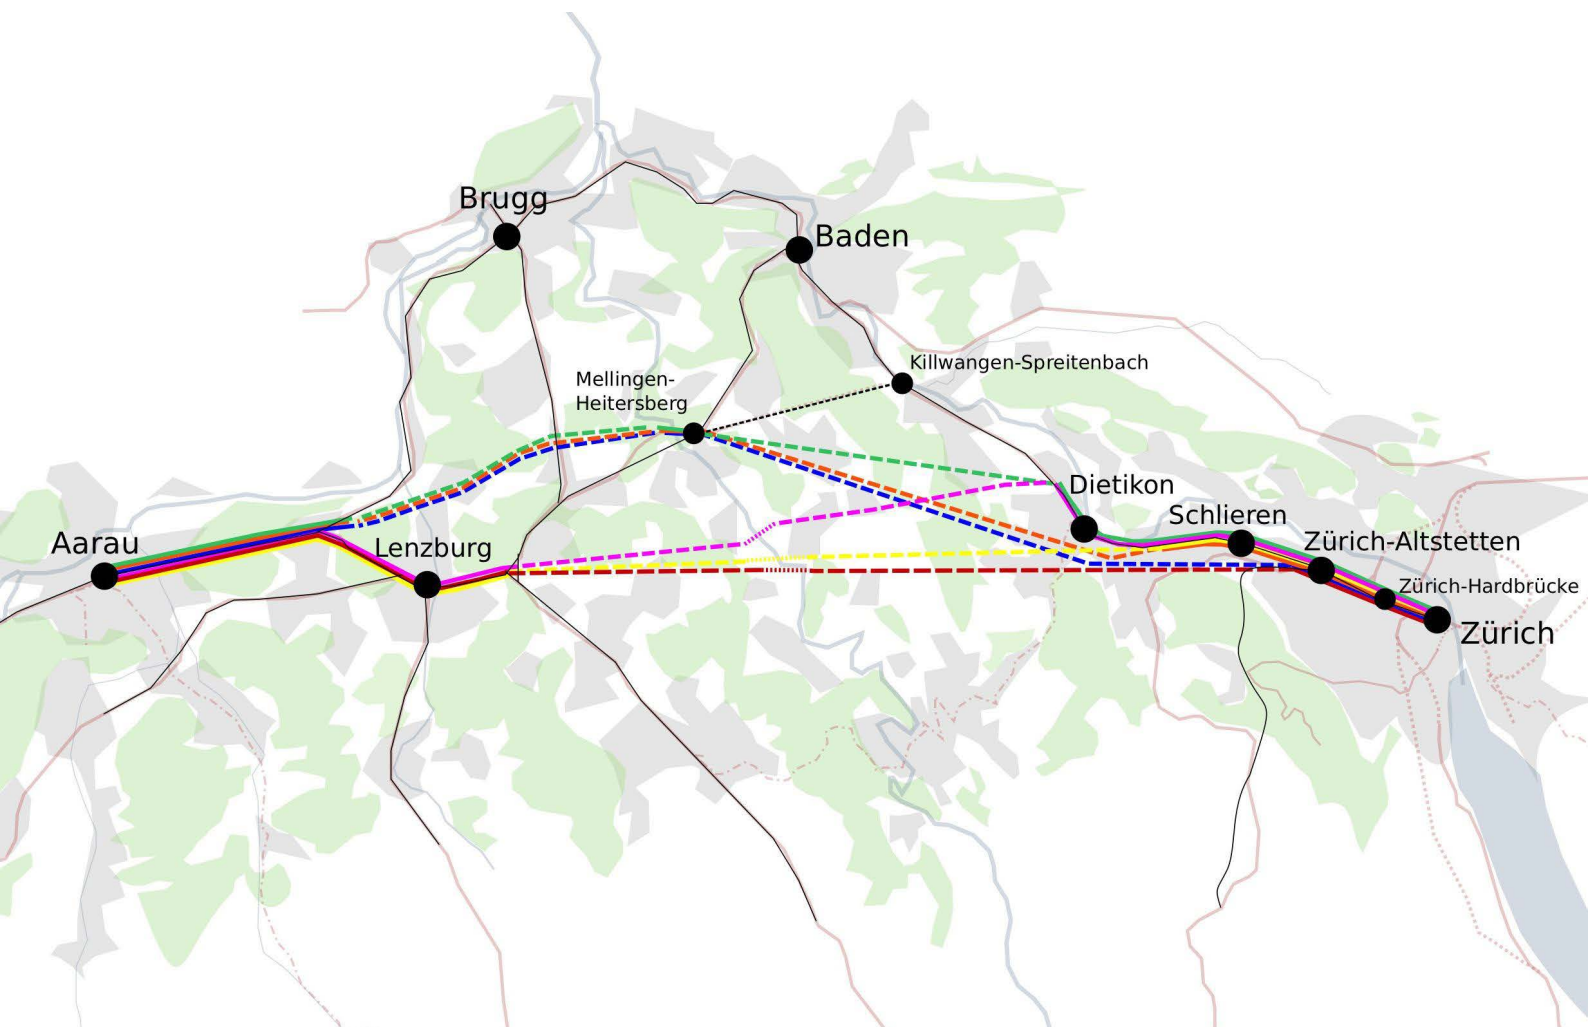 Brugg
Baden
Killwangen-Spreitenbach
Mellingen-
Heitersberg
Dietikon
Schlieren
Aarau
Lenzburg
Zürich-Altstetten
Zürich-Hardbrücke
Zürich